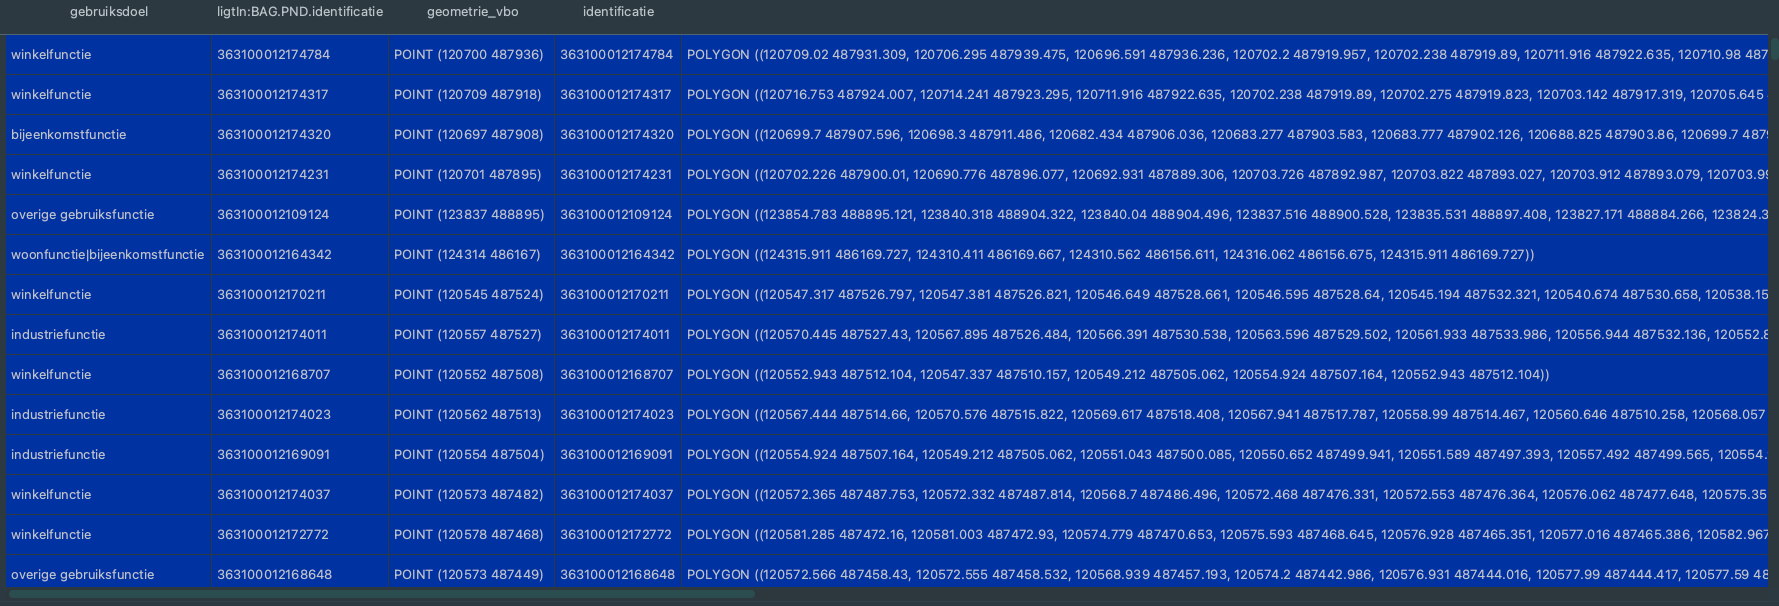 gebruiksdoel ligtIn:BAG.PND.identificatie geometrie_vbo identificatie
winkelfunctie 363100012174784 POINT (120700 487936) 363100012174784 POLYGON ((120709.02 487931.309, 120706.295 487939.475, 120696.591 487936.236, 120702.2 487919.957, 120702.238 487919.89, 120711.916 487922.635, 120710.98 487
winkelfunctie 363100012174317 POINT (120709 487918) 363100012174317 POLYGON ((120716.753 487924.007, 120714.241 487923.295, 120711.916 487922.635, 120702.238 487919.89, 120702.275 487919.823, 120703.142 487917.319, 120705.645
bijeenkomstfunctie 363100012174320 POINT (120697 487908) 363100012174320 POLYGON ((120699.7 487907.596, 120698.3 487911.486, 120682.434 487906.036, 120683.277 487903.583, 120683.777 487902.126, 120688.825 487903.86, 120699.7 487
winkelfunctie 363100012174231 POINT (120701 487895) 363100012174231 POLYGON ((120702.226 487900.01, 120690.776 487896.077, 120692.931 487889.306, 120703.726 487892.987, 120703.822 487893.027, 120703.912 487893.079, 120703.99
overige gebruiksfunctie 363100012109124 POINT (123837 488895) 363100012109124 POLYGON ((123854.783 488895.121, 123840.318 488904.322, 123840.04 488904.496, 123837.516 488900.528, 123835.531 488897.408, 123827.171 488884.266, 123824.3
woonfunctie|bijeenkomstfunctie 363100012164342 POINT (124314 486167) 363100012164342 POLYGON ((124315.911 486169.727, 124310.411 486169.667, 124310.562 486156.611, 124316.062 486156.675, 124315.911 486169.727))
winkelfunctie 363100012170211 POINT (120545 487524) 363100012170211 POLYGON ((120547.317 487526.797, 120547.381 487526.821, 120546.649 487528.661, 120546.595 487528.64, 120545.194 487532.321, 120540.674 487530.658, 120538.15
industriefunctie 363100012174011 POINT (120557 487527) 363100012174011 POLYGON ((120570.445 487527.43, 120567.895 487526.484, 120566.391 487530.538, 120563.596 487529.502, 120561.933 487533.986, 120556.944 487532.136, 120552.8
winkelfunctie 363100012168707 POINT (120552 487508) 363100012168707 POLYGON ((120552.943 487512.104, 120547.337 487510.157, 120549.212 487505.062, 120554.924 487507.164, 120552.943 487512.104))
industriefunctie 363100012174023 POINT (120562 487513) 363100012174023 POLYGON ((120567.444 487514.66, 120570.576 487515.822, 120569.617 487518.408, 120567.941 487517.787, 120558.99 487514.467, 120560.646 487510.258, 120568.057
industriefunctie 363100012169091 POINT (120554 487504) 363100012169091 POLYGON ((120554.924 487507.164, 120549.212 487505.062, 120551.043 487500.085, 120550.652 487499.941, 120551.589 487497.393, 120557.492 487499.565, 120554.
winkelfunctie 363100012174037 POINT (120573 487482) 363100012174037 POLYGON ((120572.365 487487.753, 120572.332 487487.814, 120568.7 487486.496, 120572.468 487476.331, 120572.553 487476.364, 120576.062 487477.648, 120575.35
winkelfunctie 363100012172772 POINT (120578 487468) 363100012172772 POLYGON ((120581.285 487472.16, 120581.003 487472.93, 120574.779 487470.653, 120575.593 487468.645, 120576.928 487465.351, 120577.016 487465.386, 120582.967
overige gebruiksfunctie 363100012168648 POINT (120573 487449) 363100012168648 POLYGON ((120572.566 487458.43, 120572.555 487458.532, 120568.939 487457.193, 120574.2 487442.986, 120576.931 487444.016, 120577.99 487444.417, 120577.59 48